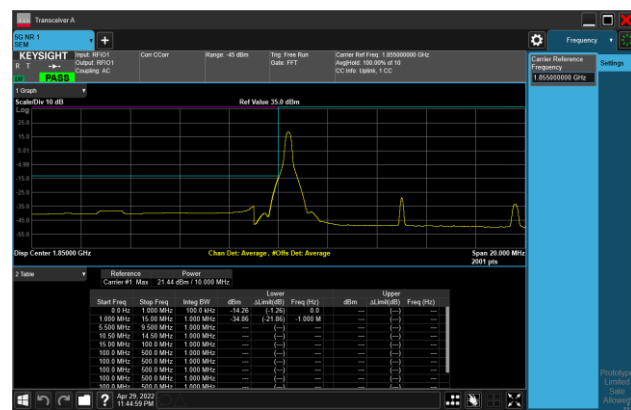 Transceiver A
5G NR 1
SEM
+
Frequency
KEYSIGHT
R T
PASS
Input: RFIO1
Output: RFIO1
Coupling: AC
Corr CCorr
Range: -45 dBm
Trig: Free Run
Gate: FFT
Carrier Ref Freq: 1.855000000 GHz
Avg|Hold: 100.00% of 10
CC Info: Uplink, 1 CC
Carrier Reference
Frequency
1.855000000 GHz
Settings
1 Graph
Scale/Div 10 dB
Ref Value 35.0 dBm
Log
25.0
15.0
5.01
-4.99
-15.0
-25.0
-35.0
-45.0
-55.0
Disp Center 1.85000 GHz
Chan Det: Average , #Offs Det: Average
Span 20.000 MHz
2001 pts
2 Table
Reference Power
Carrier #1: Max 21.44 dBm / 10.000 MHz
Lower Upper
Start Freq Stop Freq Integ BW dBm ΔLimit(dB) Freq (Hz) dBm ΔLimit(dB) Freq (Hz)
0.0 Hz 1.000 MHz 100.0 kHz -14.26 (-1.26) 0.0 --- (---) ---
1.000 MHz 15.00 MHz 1.000 MHz -34.86 (-21.86) -1.000 M --- (---) ---
5.500 MHz 9.500 MHz 1.000 MHz --- (---) --- --- (---) ---
10.50 MHz 14.50 MHz 1.000 MHz --- (---) --- --- (---) ---
15.00 MHz 100.0 MHz 1.000 MHz --- (---) --- --- (---) ---
100.0 MHz 500.0 MHz 1.000 MHz --- (---) --- --- (---) ---
100.0 MHz 500.0 MHz 1.000 MHz --- (---) --- --- (---) ---
100.0 MHz 500.0 MHz 1.000 MHz --- (---) --- --- (---) ---
100.0 MHz 500.0 MHz 1.000 MHz --- (---) --- --- (---) ---
Prototype
Limited
Sale
Allowed
?
Apr 29, 2022
11:44:59 PM